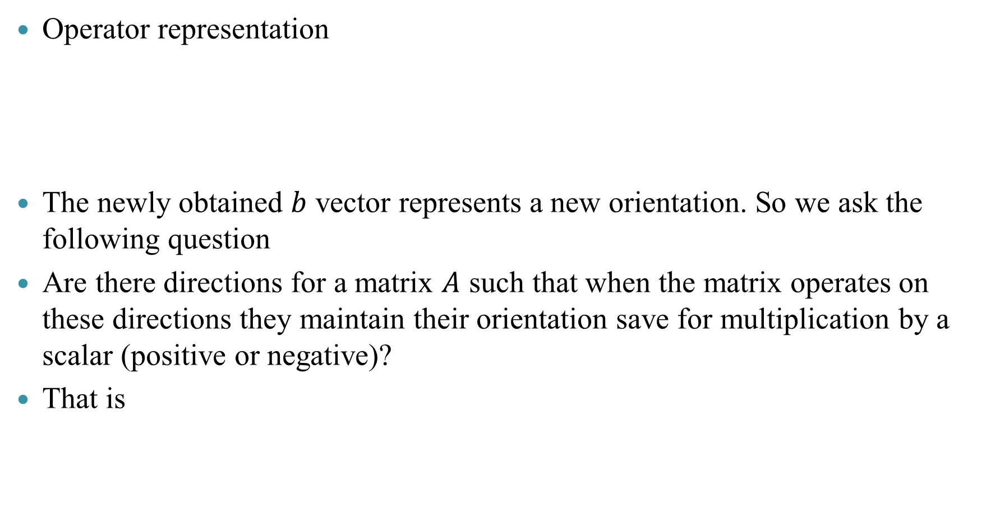 • Operator representation
• The newly obtained b vector represents a new orientation. So we ask the
following question
• Are there directions for a matrix A such that when the matrix operates on
these directions they maintain their orientation save for multiplication by a
scalar (positive or negative)?
• That is